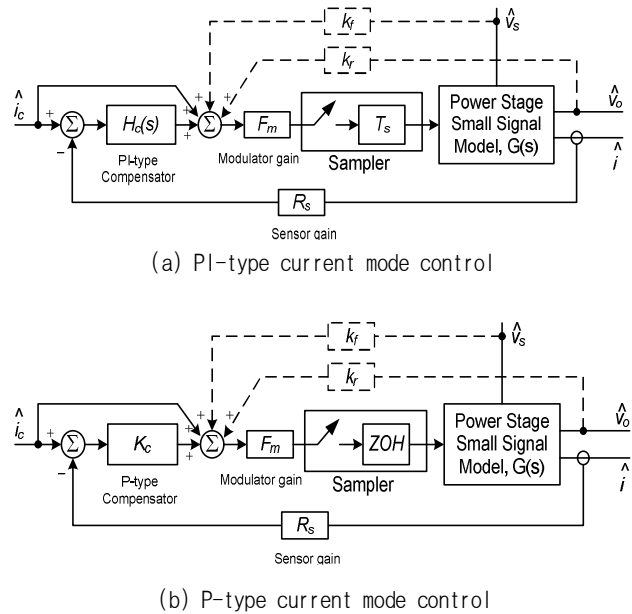 k_f
v̂_s
k_r
î_c
+
+
+
+
+
Σ
H_c(s)
Σ
F_m
T_s
Power Stage
Small Signal
Model, G(s)
v̂_o
î
−
PI-type
Compensator
Modulator gain
Sampler
R_s
Sensor gain
(a) PI-type current mode control
k_f
v̂_s
k_r
î_c
+
+
+
+
+
Σ
K_c
Σ
F_m
ZOH
Power Stage
Small Signal
Model, G(s)
v̂_o
î
−
P-type
Compensator
Modulator gain
Sampler
R_s
Sensor gain
(b) P-type current mode control